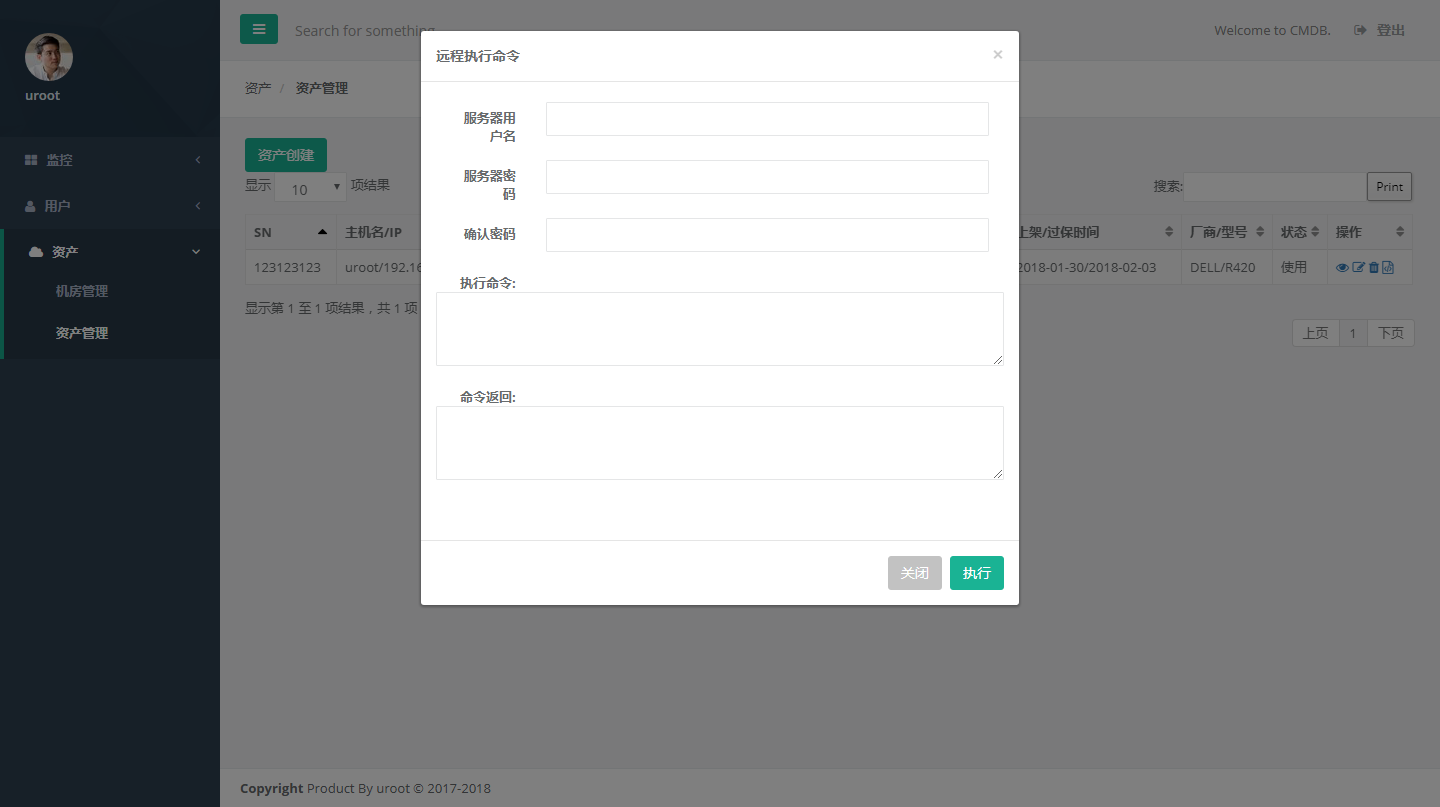 uroot
监控
用户
资产
机房管理
资产管理
Search for something
Welcome to CMDB.
登出
资产 / 资产管理
资产创建
显示 10 项结果
搜索:
Print
SN 主机名/IP 上架/过保时间 厂商/型号 状态 操作
123123123 uroot/192.16 2018-01-30/2018-02-03 DELL/R420 使用
显示第 1 至 1 项结果，共 1 项
上页 1 下页
远程执行命令 ×
服务器用
户名
服务器密
码
确认密码
执行命令:
命令返回:
关闭 执行
Copyright Product By uroot © 2017-2018